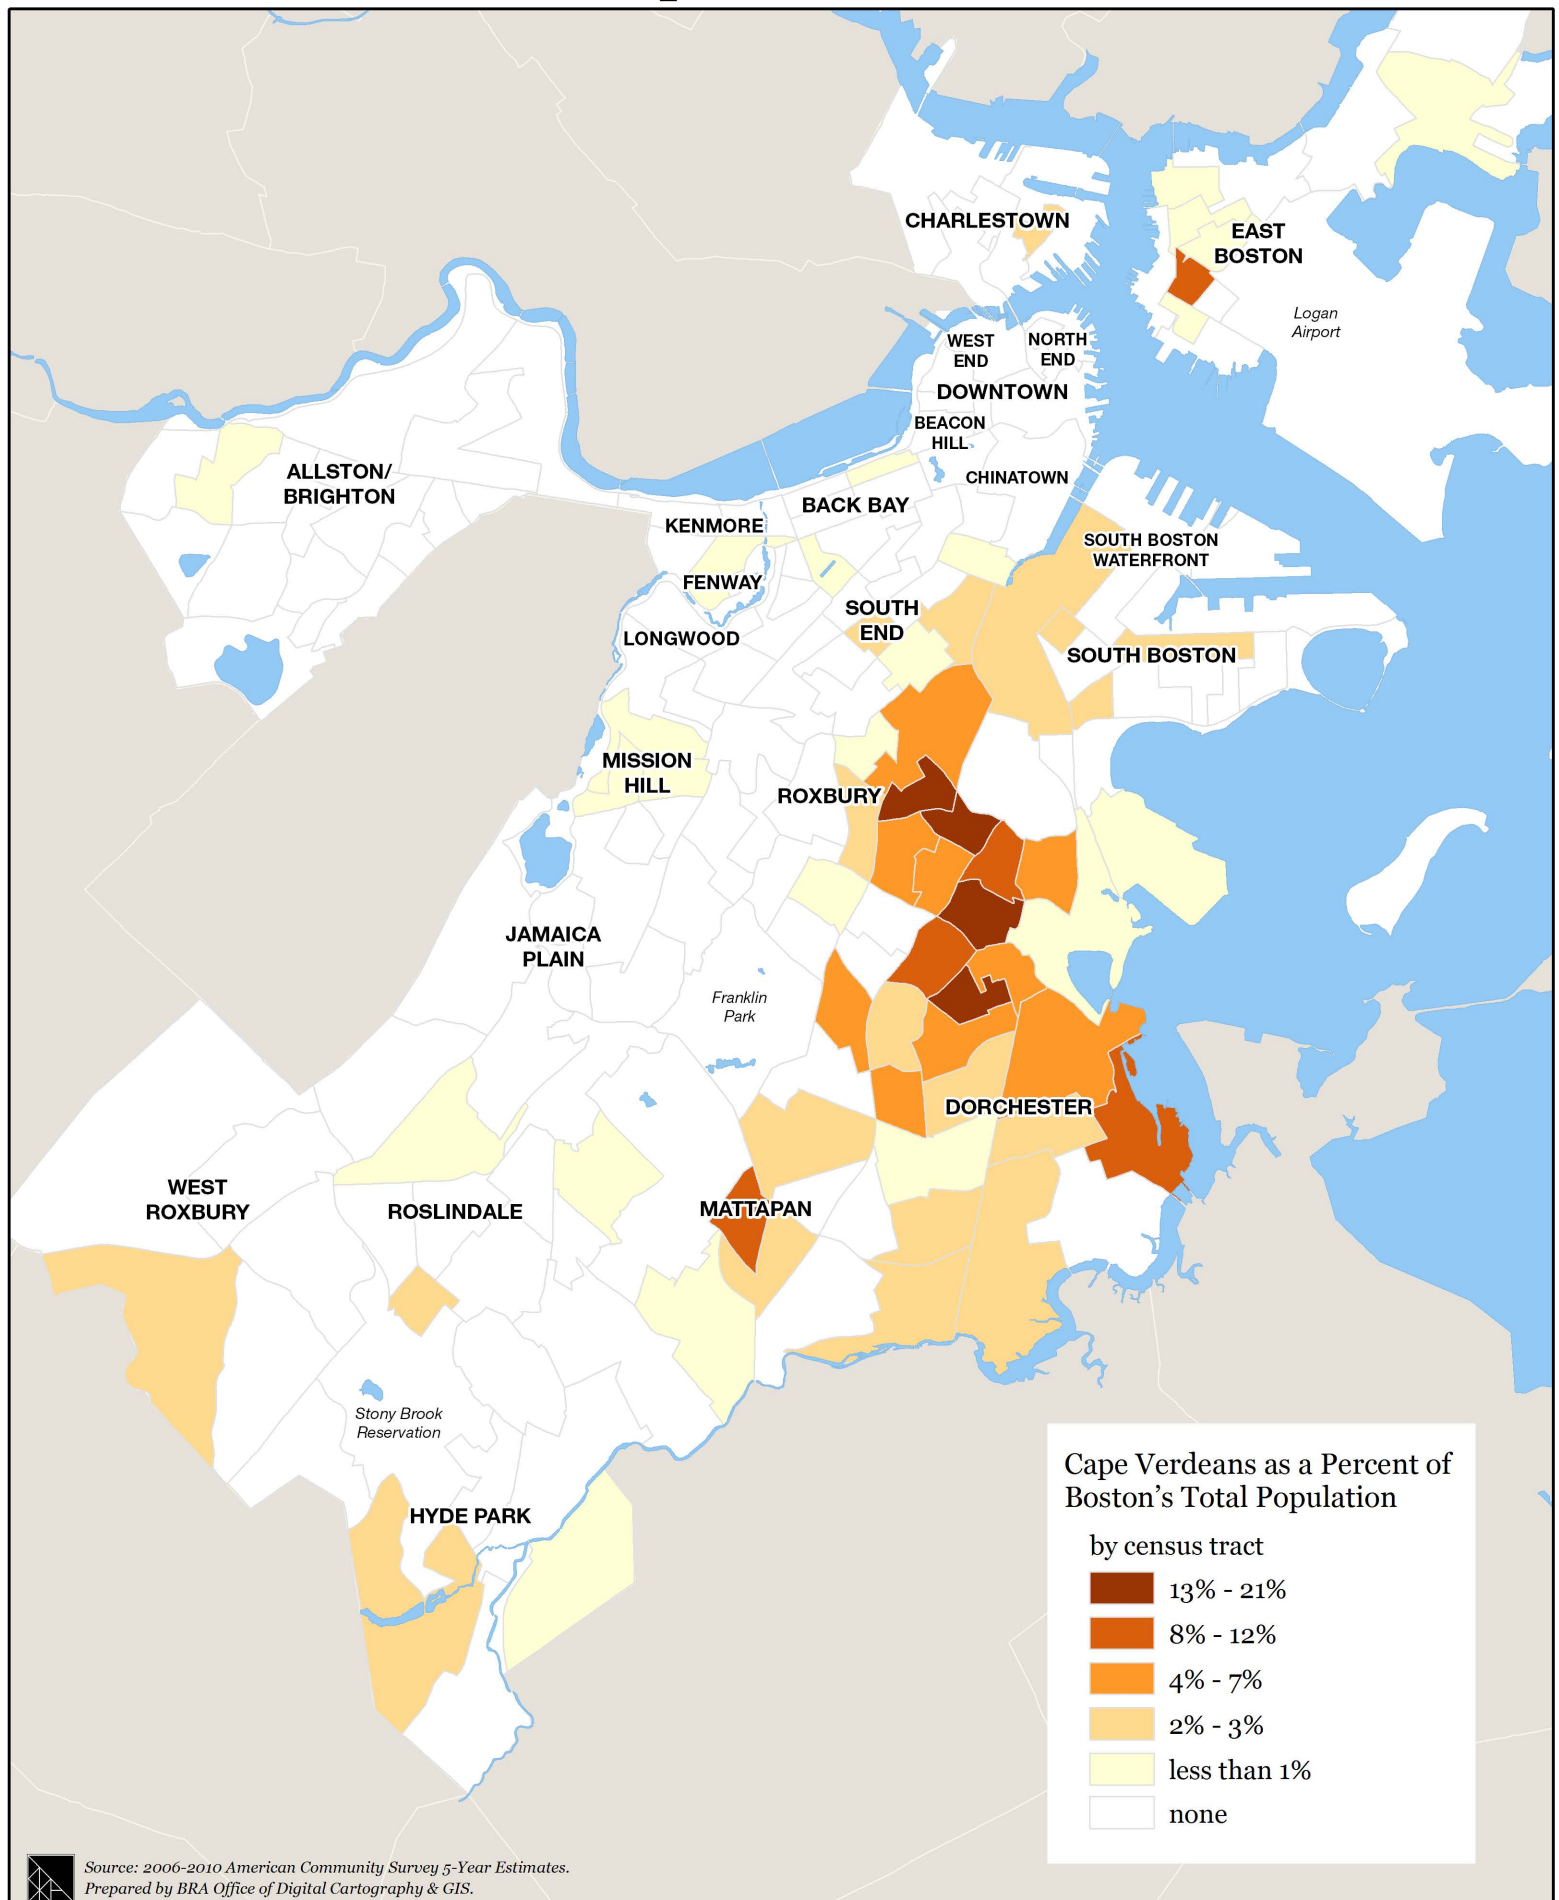 CHARLESTOWN
EAST
BOSTON
Logan
Airport
WEST
END
NORTH
END
DOWNTOWN
BEACON
HILL
CHINATOWN
ALLSTON/
BRIGHTON
BACK BAY
KENMORE
SOUTH BOSTON
WATERFRONT
FENWAY
SOUTH
END
LONGWOOD
SOUTH BOSTON
MISSION
HILL
ROXBURY
JAMAICA
PLAIN
Franklin
Park
DORCHESTER
WEST
ROXBURY
ROSLINDALE
MATTAPAN
Stony Brook
Reservation
HYDE PARK
Cape Verdeans as a Percent of
Boston's Total Population
by census tract
13% - 21%
8% - 12%
4% - 7%
2% - 3%
less than 1%
none
Source: 2006-2010 American Community Survey 5-Year Estimates.
Prepared by BRA Office of Digital Cartography & GIS.